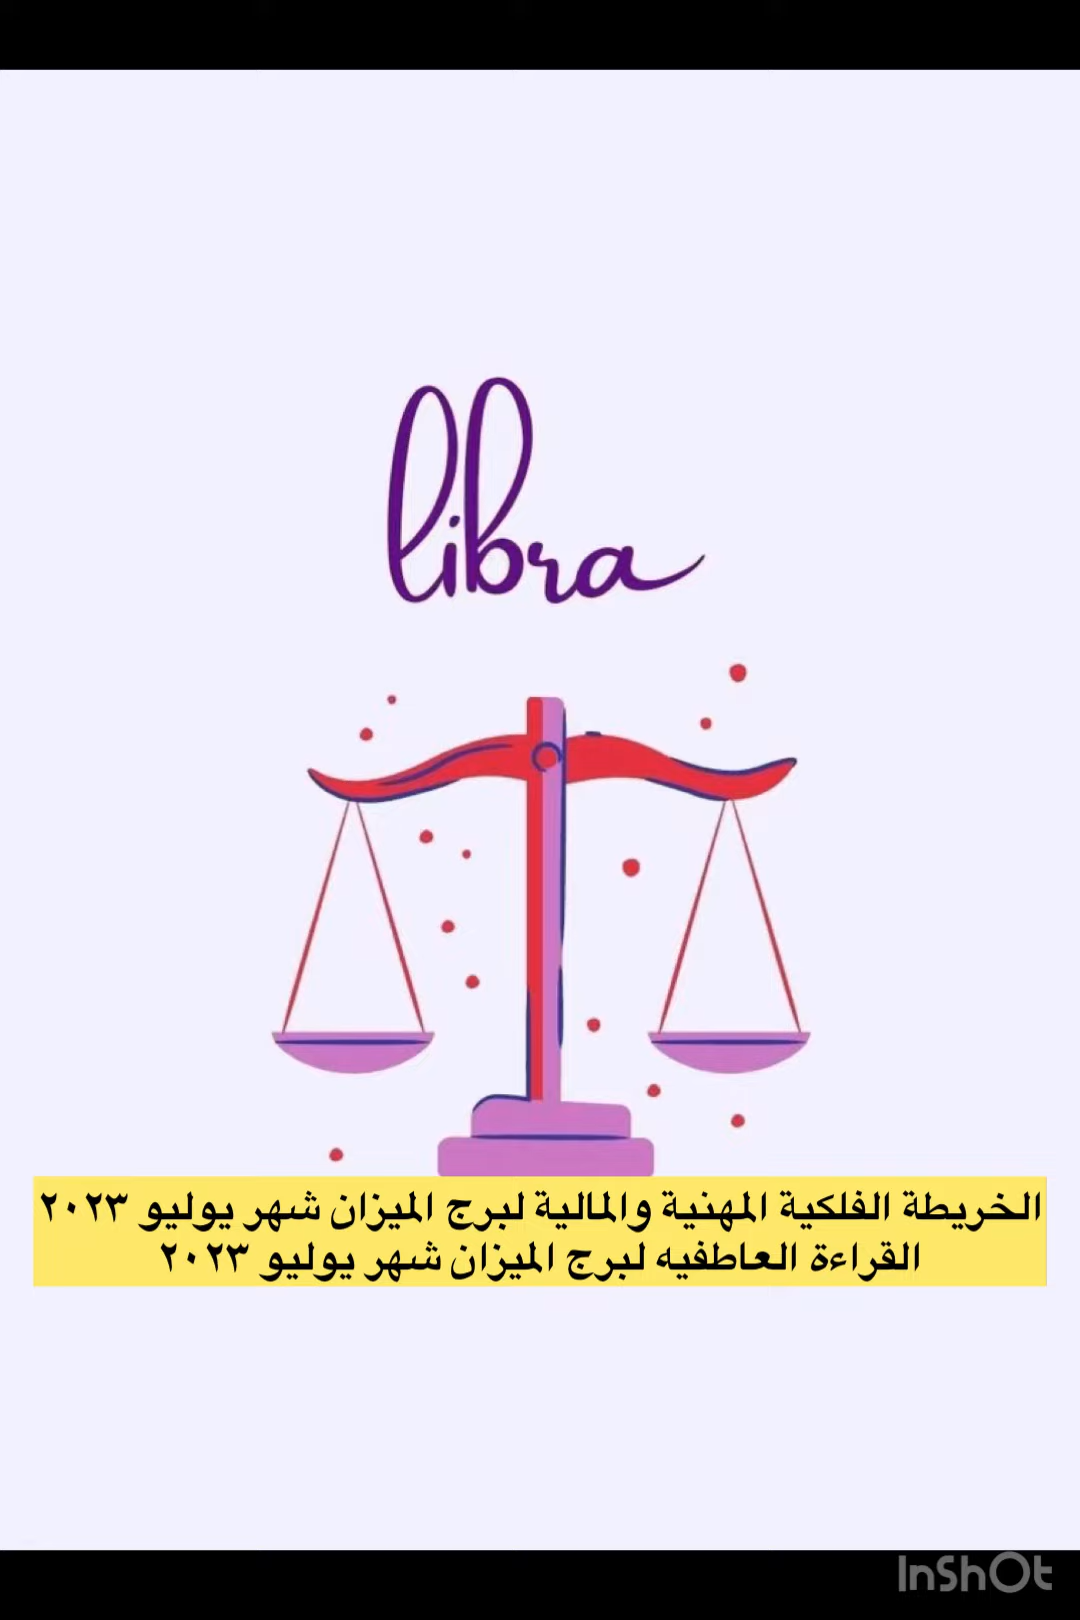 libra
الخريطة الفلكية المهنية والمالية لبرج الميزان شهر يوليو ٢٠٢٣
القراءة العاطفيه لبرج الميزان شهر يوليو ٢٠٢٣
InShOt